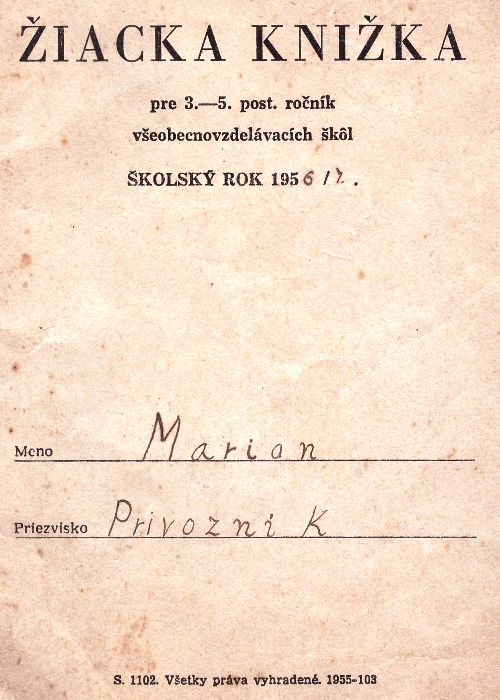 ŽIACKA KNIŽKA
pre 3.—5. post. ročník
všeobecnovzdelávacích škôl
ŠKOLSKÝ ROK 1956/7.
Meno Marian
Priezvisko Privozník
S. 1102. Všetky práva vyhradené. 1955-103